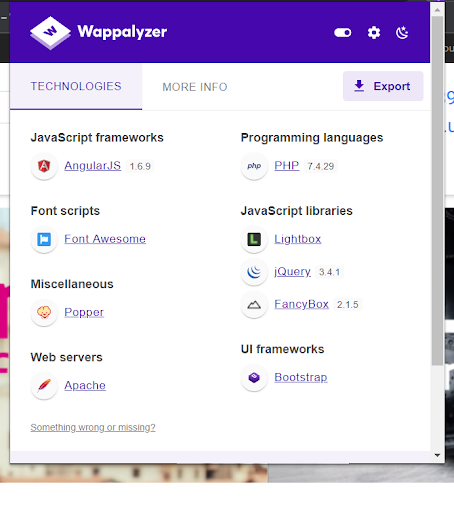 Wappalyzer
TECHNOLOGIES
MORE INFO
Export
JavaScript frameworks
AngularJS 1.6.9
Font scripts
Font Awesome
Miscellaneous
Popper
Web servers
Apache
Programming languages
php PHP 7.4.29
JavaScript libraries
L Lightbox
jQuery 3.4.1
FancyBox 2.1.5
UI frameworks
B Bootstrap
Something wrong or missing?